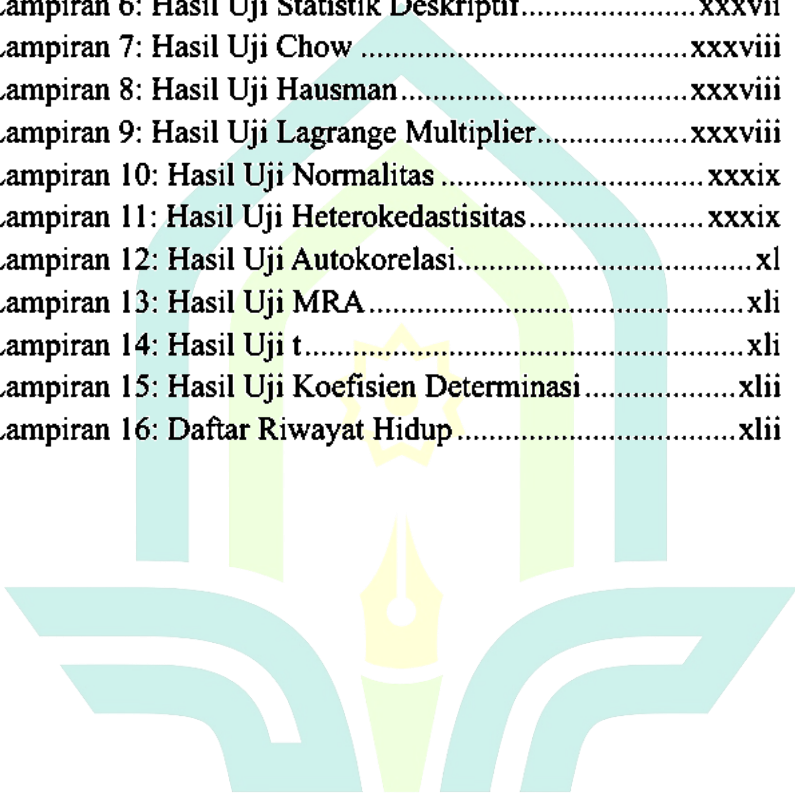 Lampiran 6: Hasil Uji Statistik Deskriptif......................xxxvii
Lampiran 7: Hasil Uji Chow ..........................................xxxviii
Lampiran 8: Hasil Uji Hausman.....................................xxxviii
Lampiran 9: Hasil Uji Lagrange Multiplier...................xxxviii
Lampiran 10: Hasil Uji Normalitas .................................xxxix
Lampiran 11: Hasil Uji Heterokedastisitas.......................xxxix
Lampiran 12: Hasil Uji Autokorelasi......................................xl
Lampiran 13: Hasil Uji MRA................................................xli
Lampiran 14: Hasil Uji t........................................................xli
Lampiran 15: Hasil Uji Koefisien Determinasi...................xlii
Lampiran 16: Daftar Riwayat Hidup...................................xlii